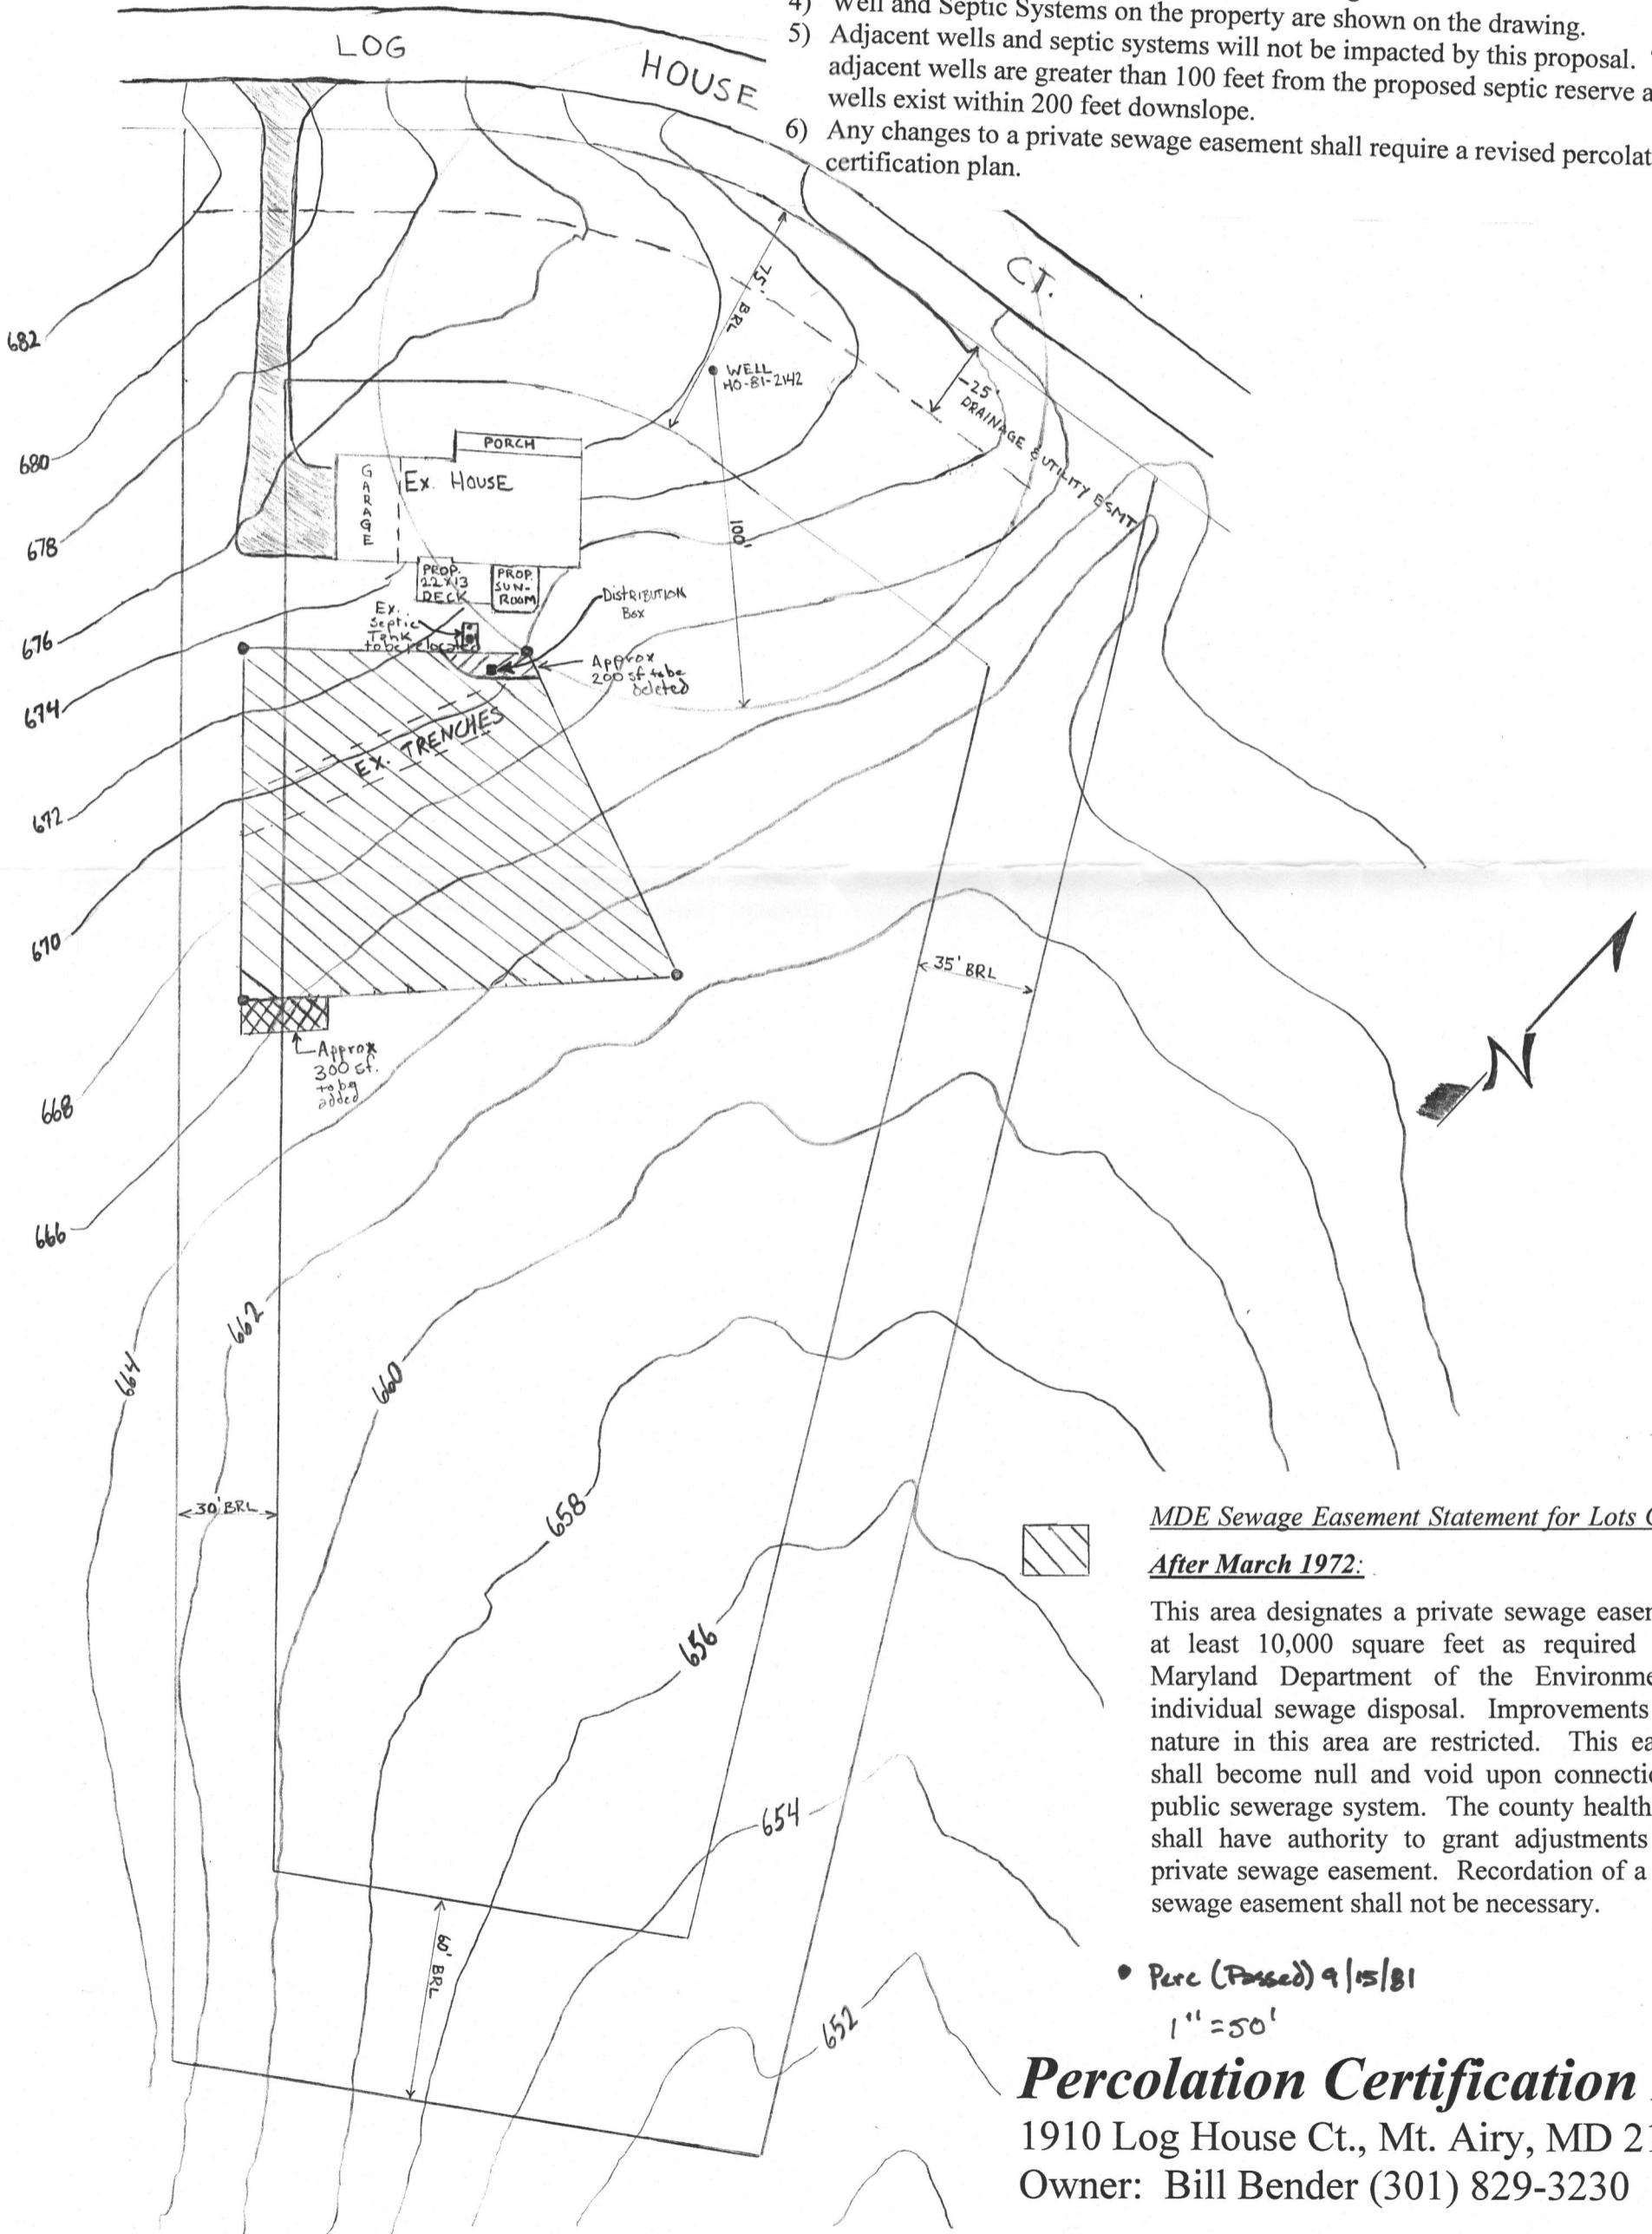 4) Well and Septic Systems on the property are shown on the drawing.
5) Adjacent wells and septic systems will not be impacted by this proposal.
adjacent wells are greater than 100 feet from the proposed septic reserve a
wells exist within 200 feet downslope.
6) Any changes to a private sewage easement shall require a revised percolat
certification plan.
LOG
HOUSE
CT.
75' BRL
WELL
HO-81-2142
25'
DRAINAGE & UTILITY ESMT
100'
PORCH
GARAGE
Ex. HOUSE
PROP.
22x13
DECK
PROP.
SUN-
ROOM
DISTRIBUTION
Box
Ex.
Septic
Tank
to be relocated
Approx
200 sf to be
deleted
EX. TRENCHES
682
680
678
676
674
672
670
668
666
664
662
660
658
656
654
652
35' BRL
Approx
300 sf.
to be
added
N
30' BRL
60' BRL
MDE Sewage Easement Statement for Lots
After March 1972:
This area designates a private sewage easer
at least 10,000 square feet as required
Maryland Department of the Environme
individual sewage disposal. Improvements
nature in this area are restricted. This ea
shall become null and void upon connecti
public sewerage system. The county health
shall have authority to grant adjustments
private sewage easement. Recordation of a
sewage easement shall not be necessary.
Perc (Passed) 9/15/81
1" = 50'
Percolation Certification
1910 Log House Ct., Mt. Airy, MD 21
Owner: Bill Bender (301) 829-3230